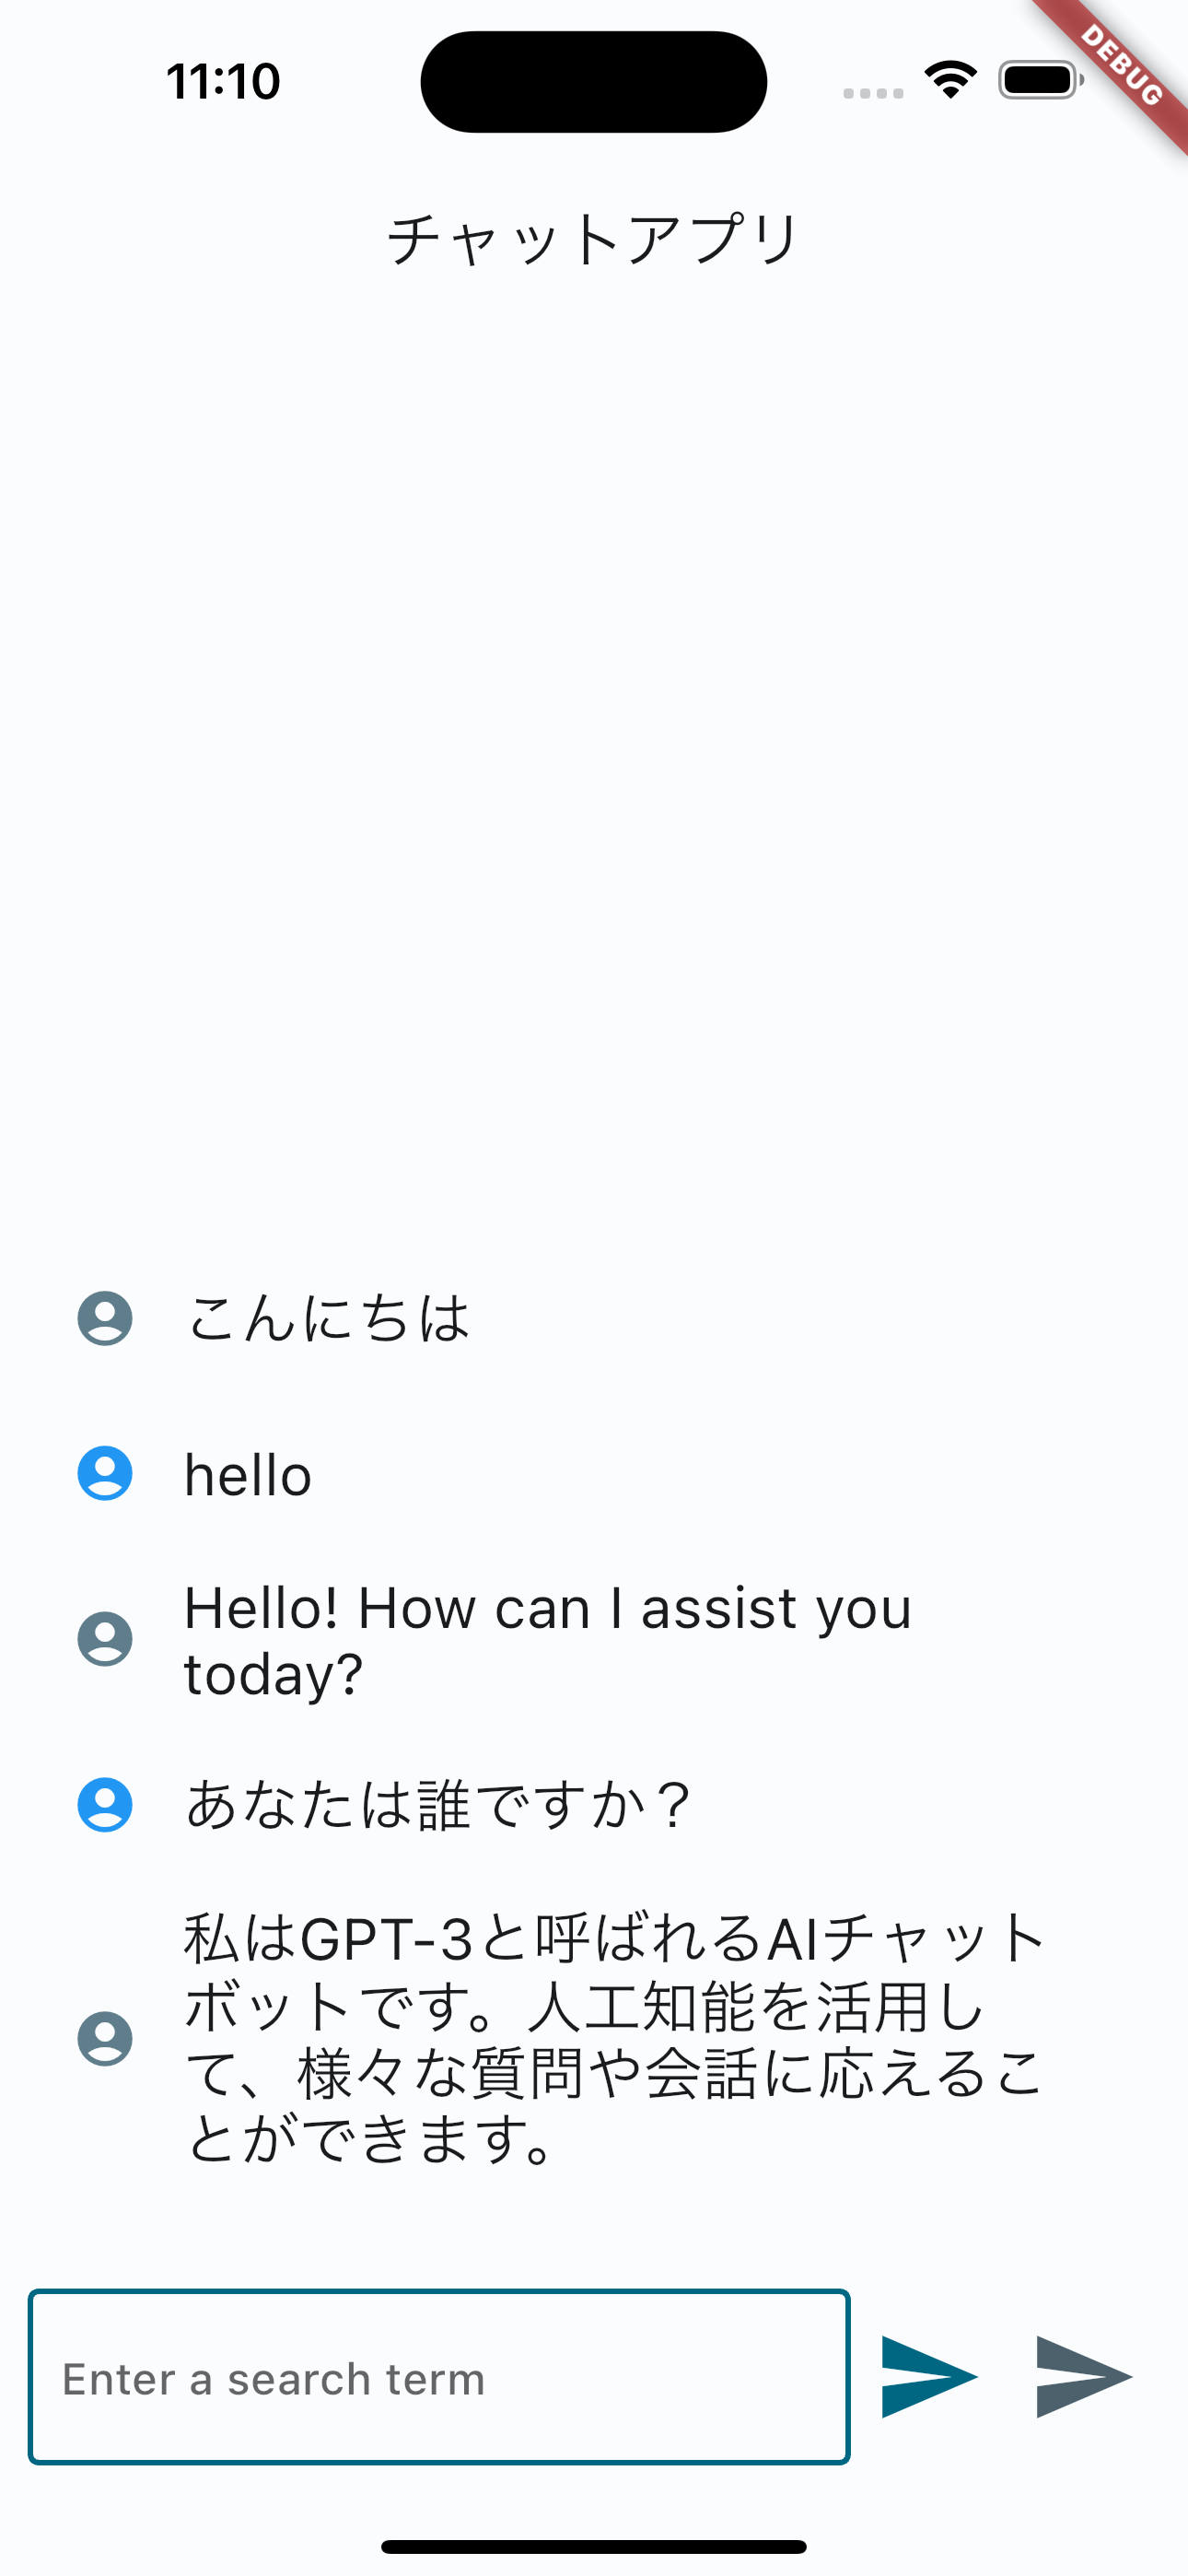 11:10
DEBUG
チャットアプリ
こんにちは
hello
Hello! How can I assist you
today?
あなたは誰ですか？
私はGPT-3と呼ばれるAIチャット
ボットです。人工知能を活用し
て、様々な質問や会話に応えるこ
とができます。
Enter a search term